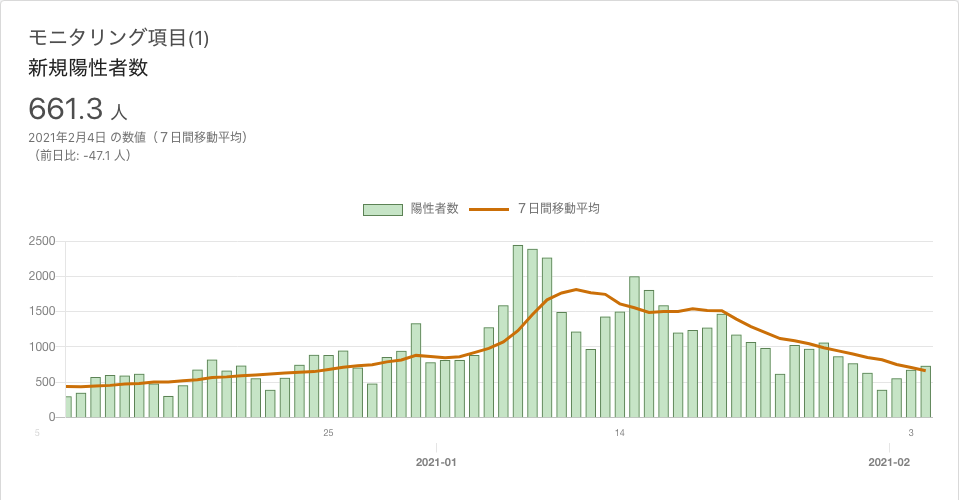 モニタリング項目(1)
新規陽性者数
661.3 人
2021年2月4日 の数値（７日間移動平均）
（前日比: -47.1 人）
陽性者数 ７日間移動平均
2500
2000
1500
1000
500
0
5 25 14 3
2021-01 2021-02